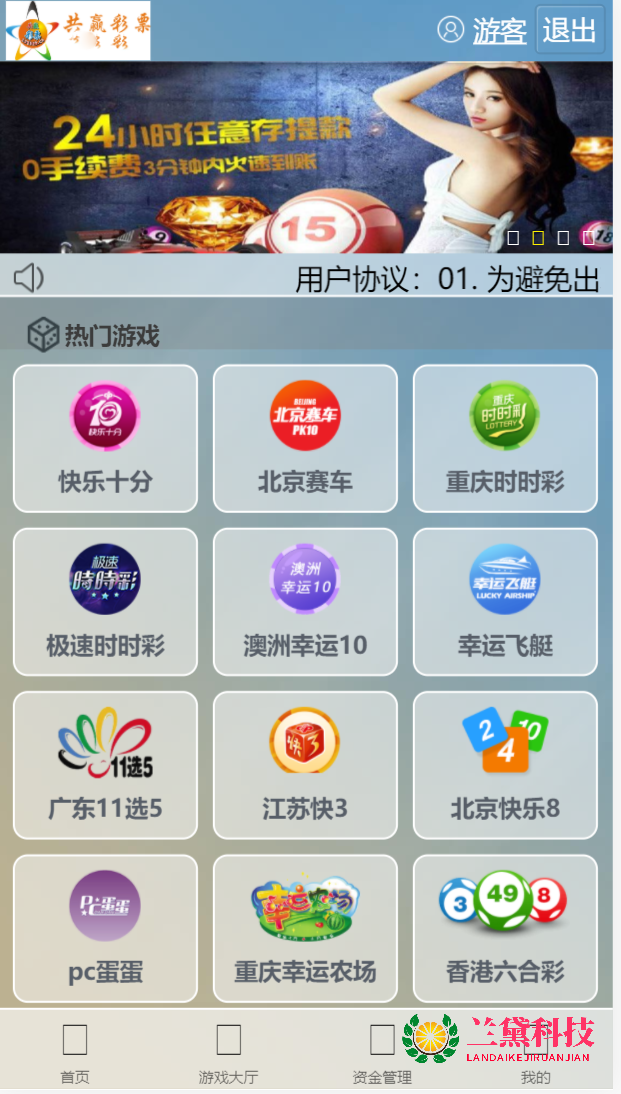 共赢彩票
游客 退出
24小时任意存提款
0手续费3分钟内火速到账
9 15 18
用户协议：01. 为避免出
热门游戏
10 快乐十分
BEIJING 北京赛车 PK10
重庆时时彩 LOTTERY
快乐十分 北京赛车 重庆时时彩
极速時時彩
澳洲幸运10
幸运飞艇 LUCKY AIRSHIP
极速时时彩 澳洲幸运10 幸运飞艇
11选5
快3
2 4 10
广东11选5 江苏快3 北京快乐8
PC蛋蛋
幸运农场
3 49 8
pc蛋蛋 重庆幸运农场 香港六合彩
兰黛科技
LANDAIKEJIRUANJIAN
首页 游戏大厅 资金管理 我的